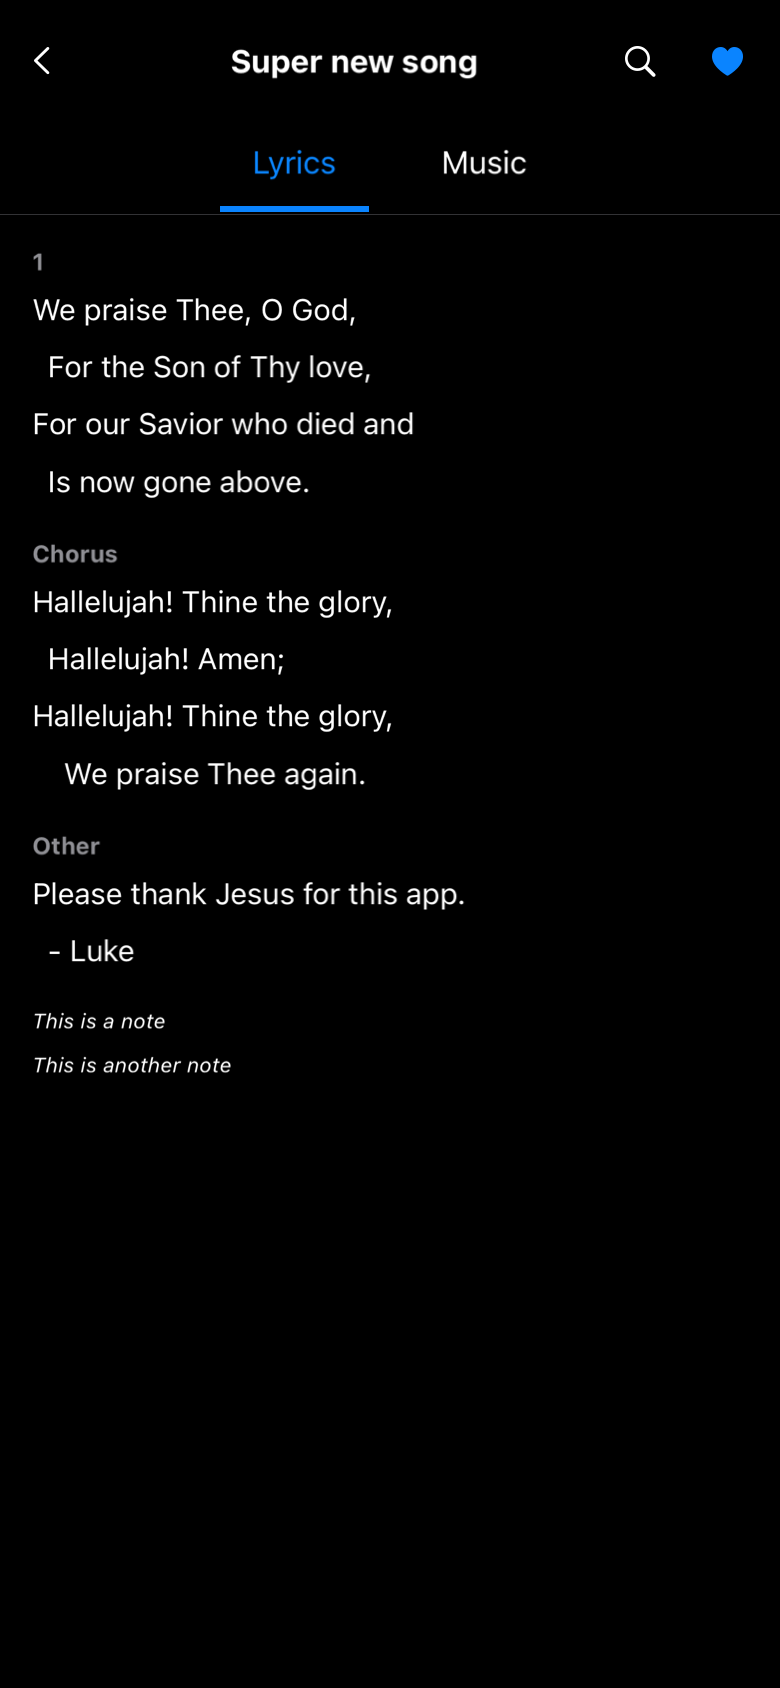 Super new song
Lyrics
Music
1
We praise Thee, O God,
For the Son of Thy love,
For our Savior who died and
Is now gone above.
Chorus
Hallelujah! Thine the glory,
Hallelujah! Amen;
Hallelujah! Thine the glory,
We praise Thee again.
Other
Please thank Jesus for this app.
- Luke
This is a note
This is another note